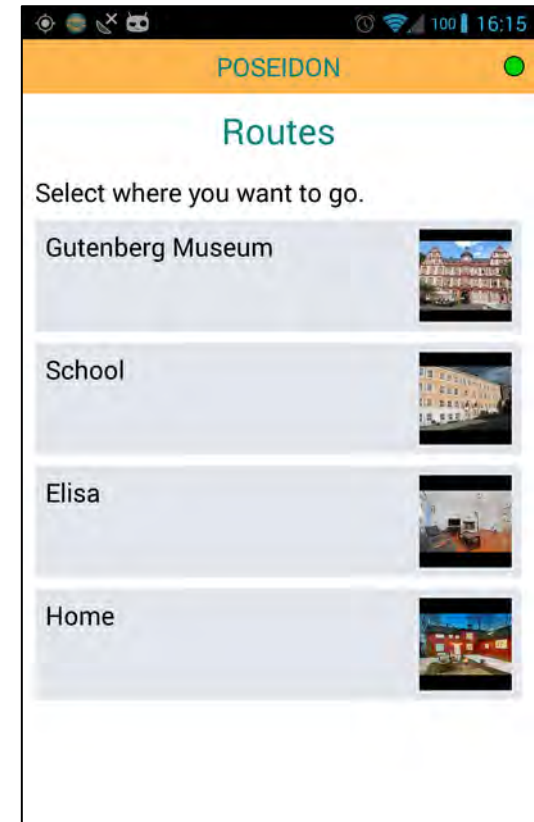 100 16:15
POSEIDON
Routes
Select where you want to go.
Gutenberg Museum
School
Elisa
Home